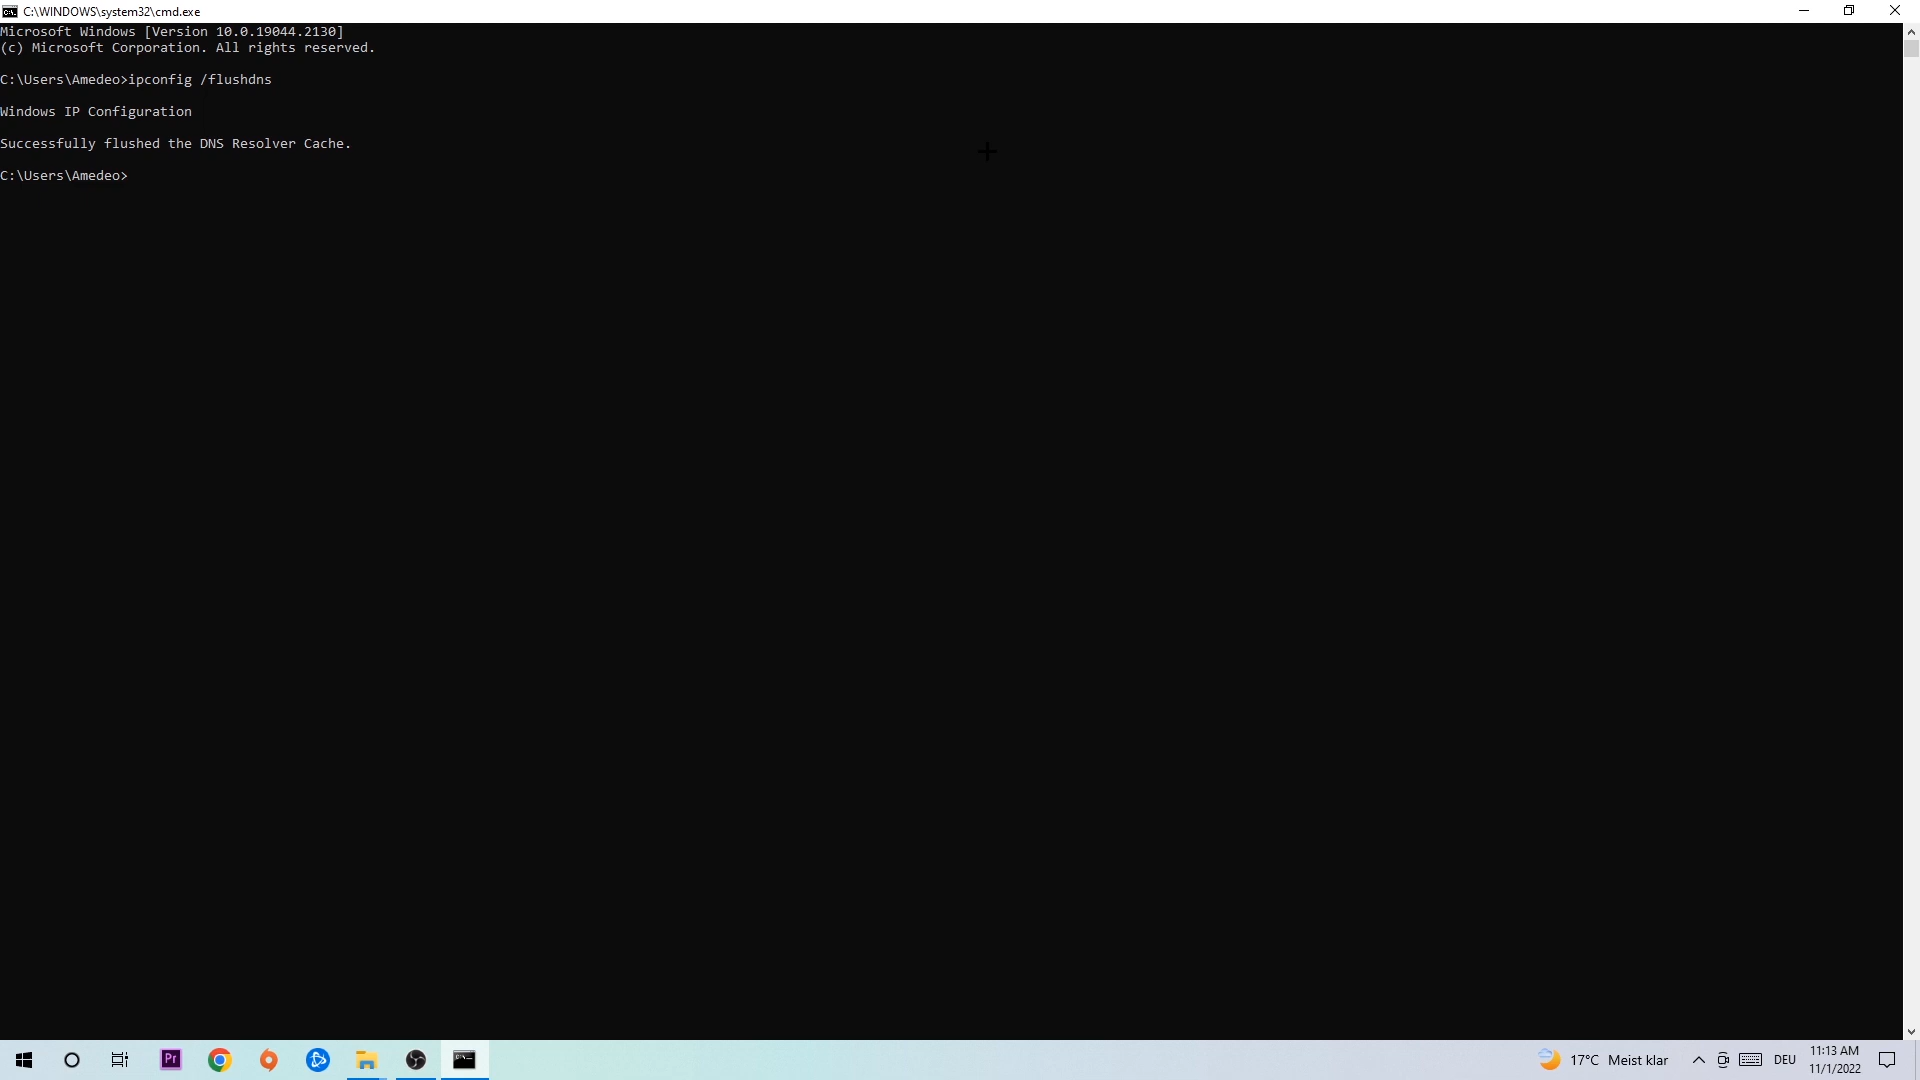 C:\WINDOWS\system32\cmd.exe
Microsoft Windows [Version 10.0.19044.2130]
(c) Microsoft Corporation. All rights reserved.
C:\Users\Amedeo>ipconfig /flushdns
Windows IP Configuration
Successfully flushed the DNS Resolver Cache.
C:\Users\Amedeo>
Pr
17°C Meist klar
DEU
11:13 AM
11/1/2022